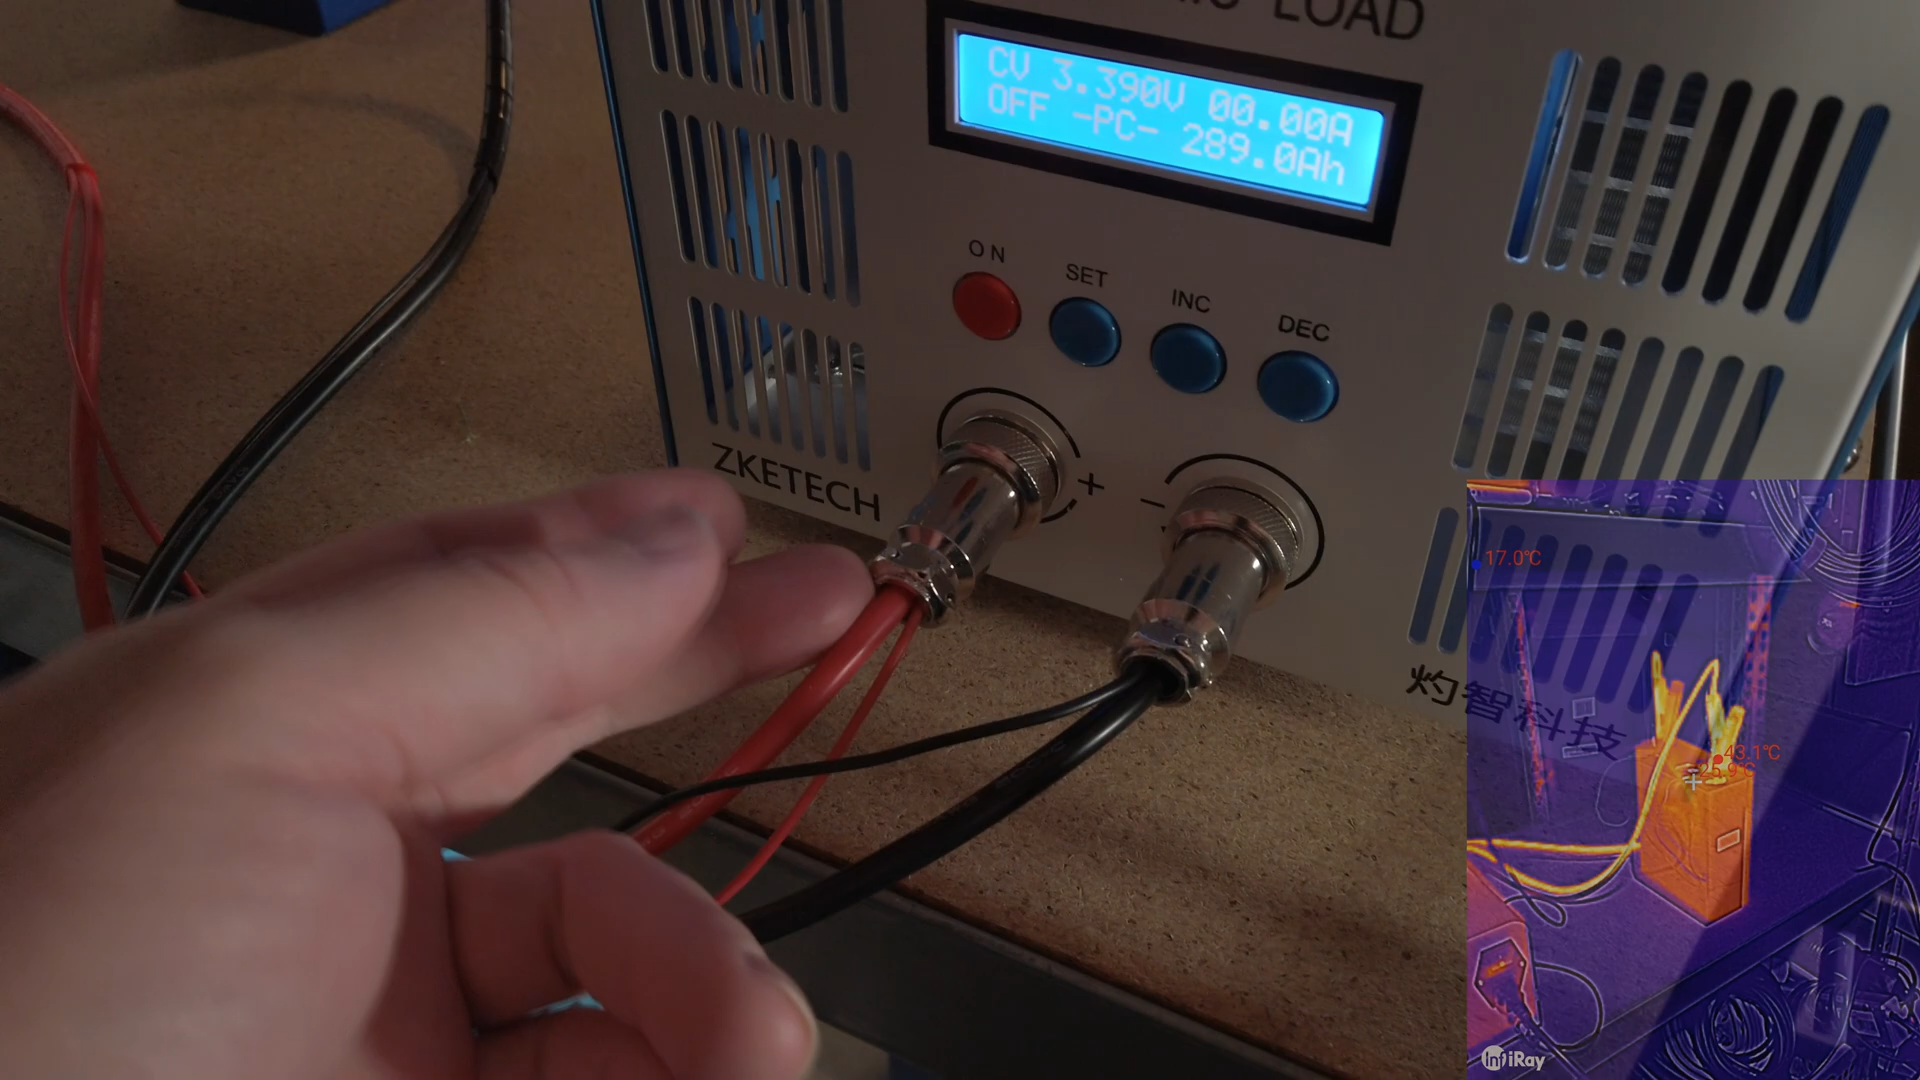 LOAD
CV 3.390V 00.00A
OFF -PC- 289.0Ah
ON
SET
INC
DEC
+
−
ZKETECH
灼智科技
17.0℃
43.1℃
InfiRay